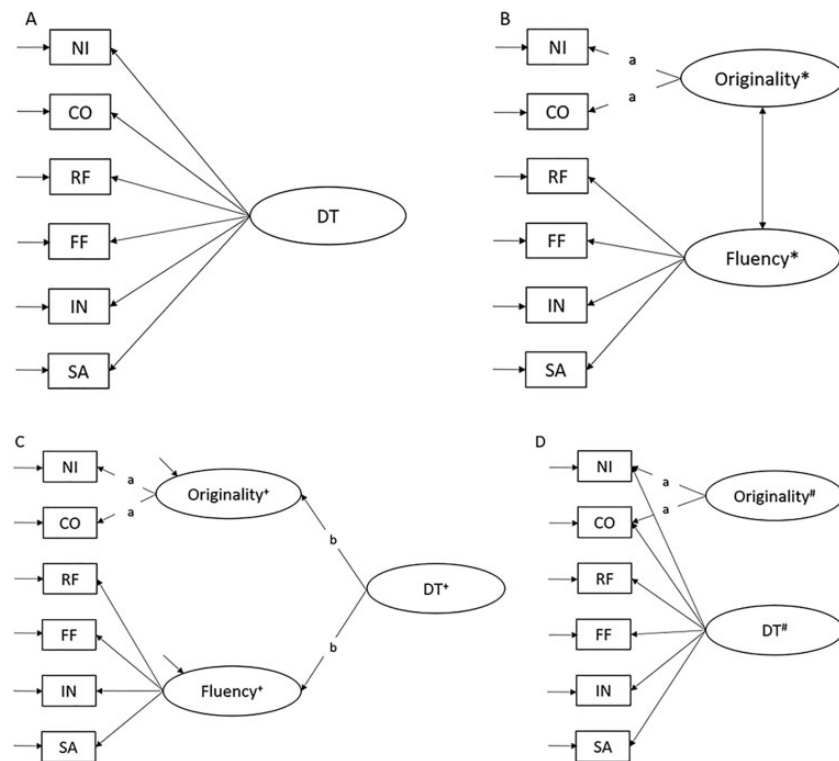 A
NI
CO
RF
FF
IN
SA
DT
B
NI
CO
RF
FF
IN
SA
a
a
Originality*
Fluency*
C
NI
CO
RF
FF
IN
SA
a
a
Originality⁺
Fluency⁺
b
b
DT⁺
D
NI
CO
RF
FF
IN
SA
a
a
Originality#
DT#